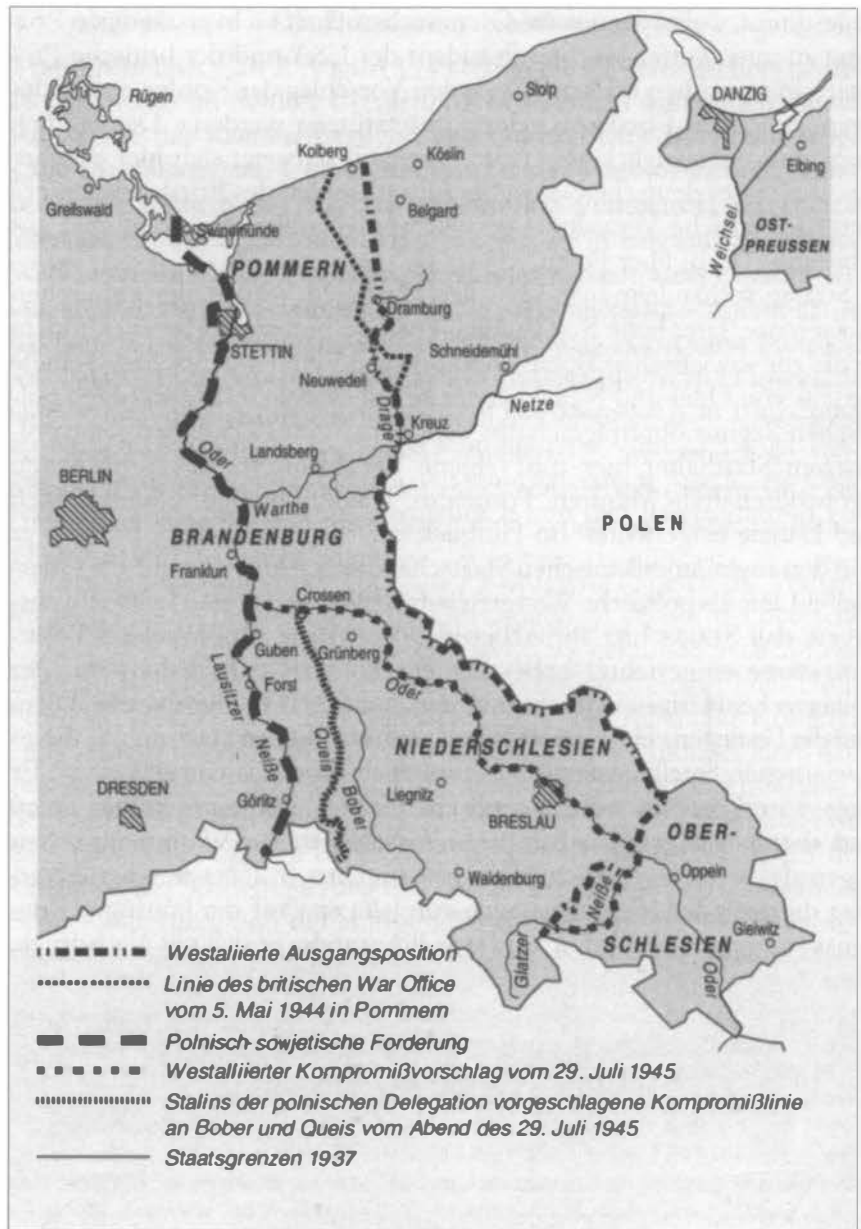 Rügen
Stolp
DANZIG
Kolberg
Köslin
Elbing
Greifswald
Belgard
OST-
PREUSSEN
Swinemünde
Weichsel
POMMERN
Dramburg
STETTIN
Schneidemühl
Neuwedel
Drage
Netze
Kreuz
Oder
Landsberg
BERLIN
Warthe
POLEN
BRANDENBURG
Frankfurt
Crossen
Guben
Grünberg
Oder
Forst
Lausitzer
Neiße
Queis
Bober
NIEDERSCHLESIEN
DRESDEN
Görlitz
Liegnitz
BRESLAU
OBER-
Oppeln
Waldenburg
Neiße
Glatzer
SCHLESIEN
Gleiwitz
Oder
Westalliierte Ausgangsposition
Linie des britischen War Office
vom 5. Mai 1944 in Pommern
Polnisch-sowjetische Forderung
Westalliierter Kompromißvorschlag vom 29. Juli 1945
Stalins der polnischen Delegation vorgeschlagene Kompromißlinie
an Bober und Queis vom Abend des 29. Juli 1945
Staatsgrenzen 1937